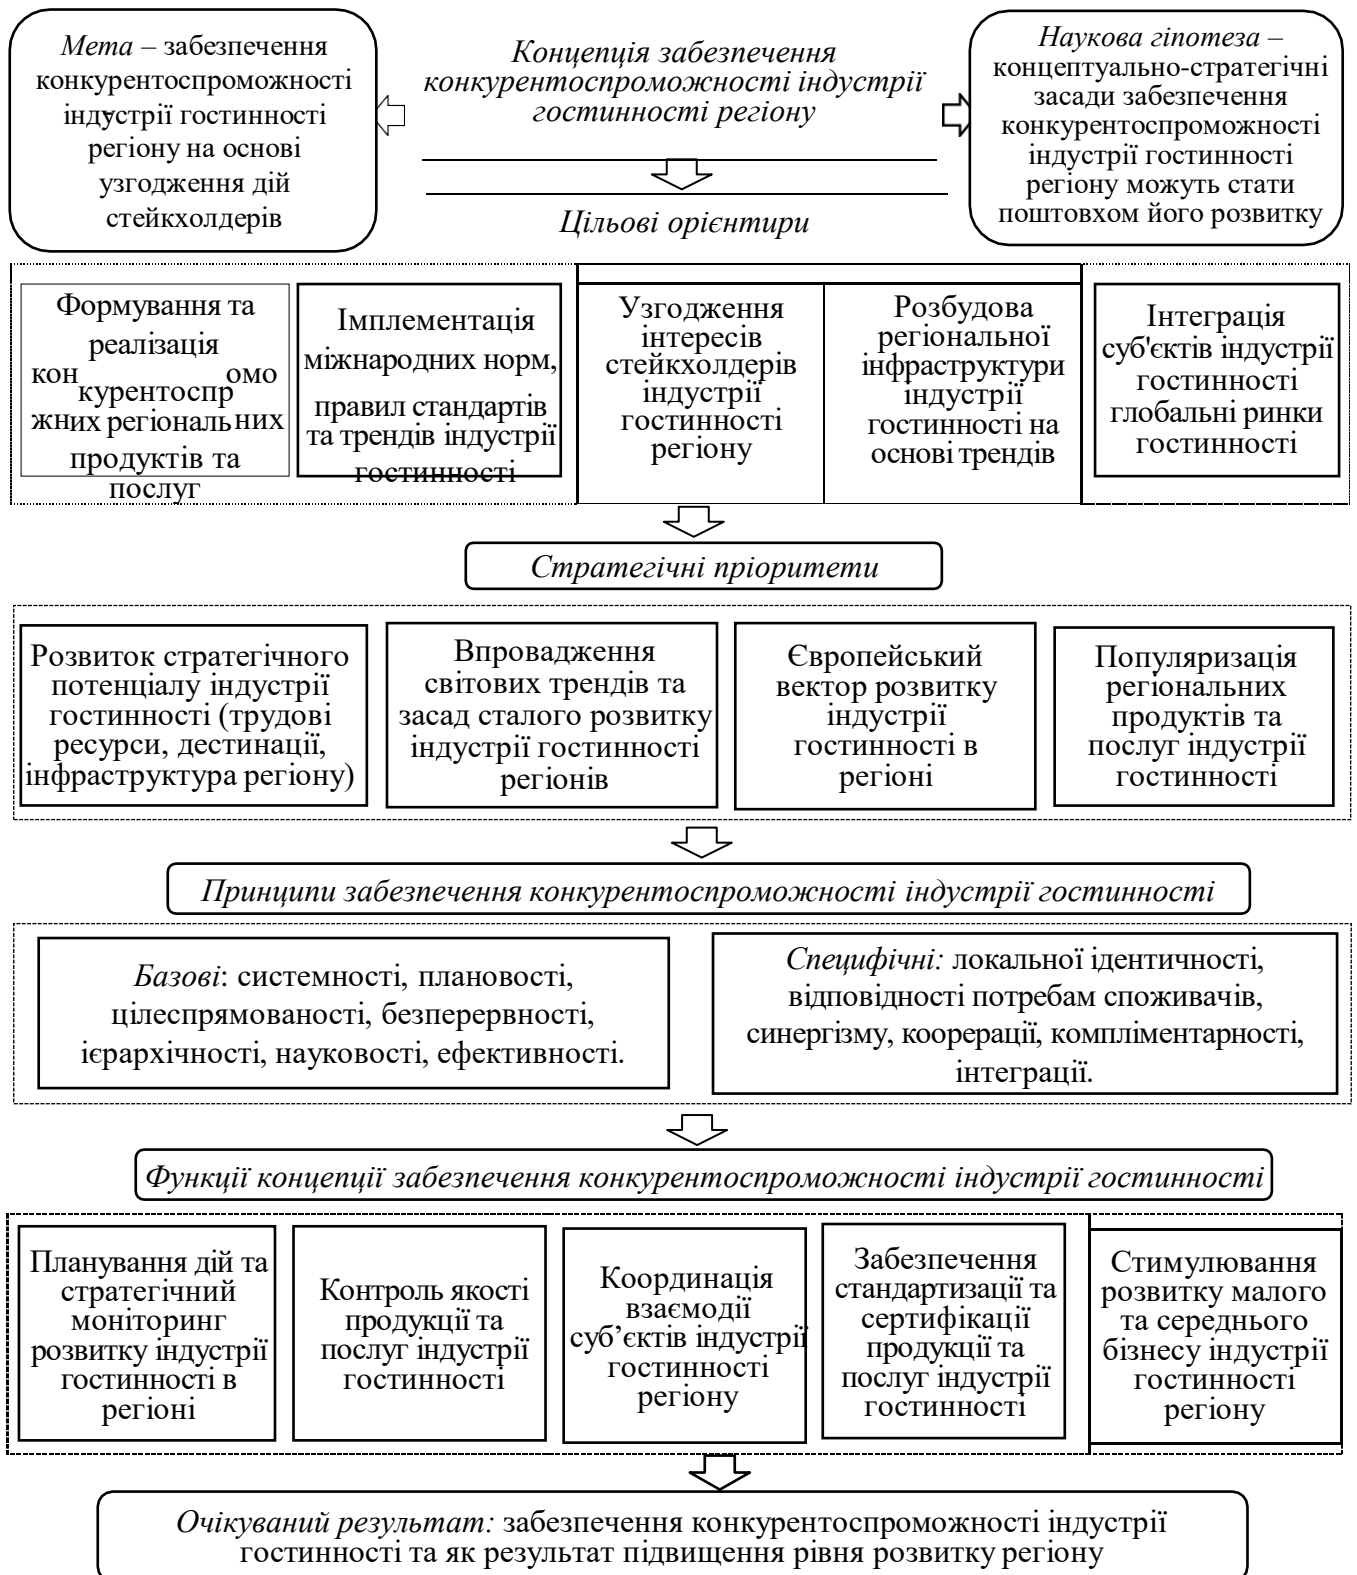 Мета – забезпечення
конкурентоспроможності
індустрії гостинності
регіону на основі
узгодження дій
стейкхолдерів
Концепція забезпечення
конкурентоспроможності індустрії
гостинності регіону
Наукова гіпотеза –
концептуально-стратегічні
засади забезпечення
конкурентоспроможності
індустрії гостинності
регіону можуть стати
поштовхом його розвитку
Цільові орієнтири
Формування та
реалізація
конкурентоспромо
жних регіональних
продуктів та
послуг
Імплементація
міжнародних норм,
правил стандартів
та трендів індустрії
гостинності
Узгодження
інтересів
стейкхолдерів
індустрії
гостинності
регіону
Розбудова
регіональної
інфраструктури
індустрії
гостинності на
основі трендів
Інтеграція
суб'єктів індустрії
гостинності
глобальні ринки
гостинності
Стратегічні пріоритети
Розвиток стратегічного
потенціалу індустрії
гостинності (трудові
ресурси, дестинації,
інфраструктура регіону)
Впровадження
світових трендів та
засад сталого розвитку
індустрії гостинності
регіонів
Європейський
вектор розвитку
індустрії
гостинності в
регіоні
Популяризація
регіональних
продуктів та
послуг індустрії
гостинності
Принципи забезпечення конкурентоспроможності індустрії гостинності
Базові: системності, плановості,
цілеспрямованості, безперервності,
ієрархічності, науковості, ефективності.
Специфічні: локальної ідентичності,
відповідності потребам споживачів,
синергізму, коорерації, компліментарності,
інтеграції.
Функції концепції забезпечення конкурентоспроможності індустрії гостинності
Планування дій та
стратегічний
моніторинг
розвитку індустрії
гостинності в
регіоні
Контроль якості
продукції та
послуг індустрії
гостинності
Координація
взаємодії
суб’єктів індустрії
гостинності
регіону
Забезпечення
стандартизації та
сертифікації
продукції та
послуг індустрії
гостинності
Стимулювання
розвитку малого
та середнього
бізнесу індустрії
гостинності
регіону
Очікуваний результат: забезпечення конкурентоспроможності індустрії
гостинності та як результат підвищення рівня розвитку регіону